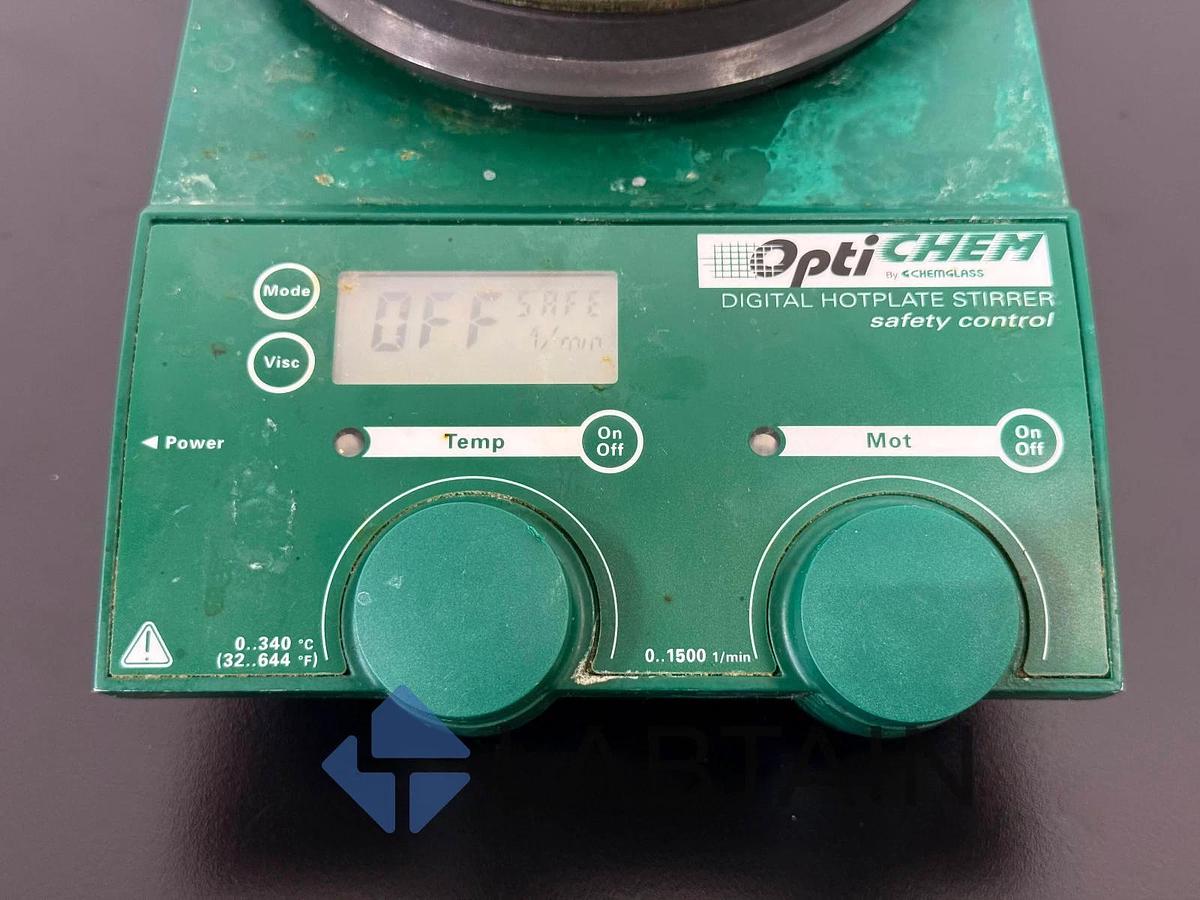 OptiCHEM
By CHEMGLASS
DIGITAL HOTPLATE STIRRER
safety control
Mode
Visc
OFF SAFE
1/min
Power
Temp
On
Off
Mot
On
Off
0..340 °C
(32..644 °F)
0..1500 1/min
LABTAIN